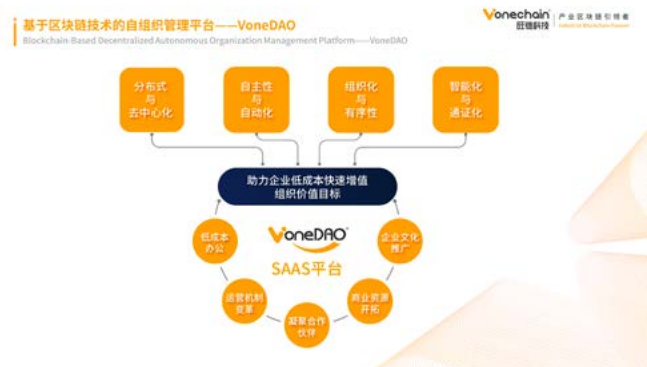 基于区块链技术的自组织管理平台——VoneDAO
Blockchain-Based Decentralized Autonomous Organization Management Platform——VoneDAO
Vonechain
旺链科技
产业区块链引领者
分布式
与
去中心化
自主性
与
自动化
组织化
与
有序性
智能化
与
通证化
助力企业低成本快速增值
组织价值目标
低成本
办公
VoneDAO
企业文化
推广
SAAS平台
运营机制
变革
商业资源
开拓
凝聚合作
伙伴